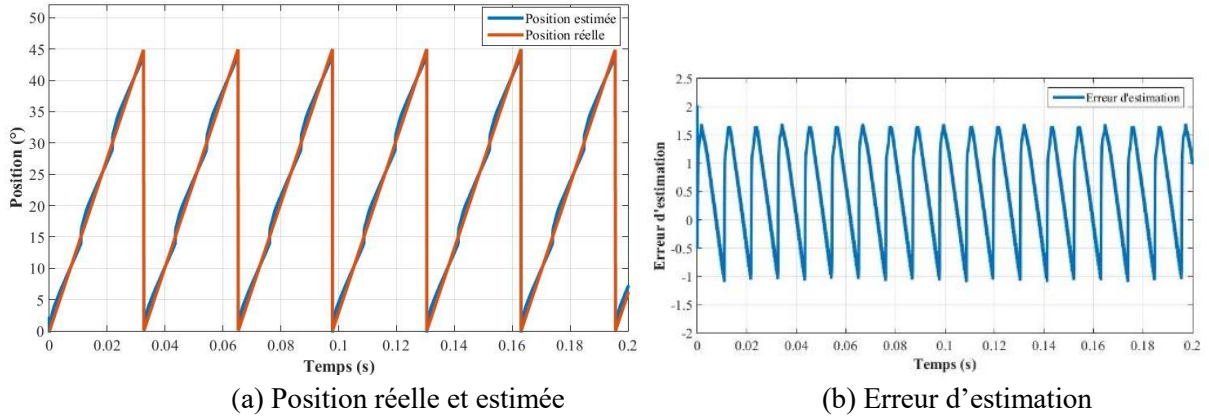 50
45
40
35
30
25
20
15
10
5
0
Position (°)
Position estimée
Position réelle
0 0.02 0.04 0.06 0.08 0.1 0.12 0.14 0.16 0.18 0.2
Temps (s)
(a) Position réelle et estimée
2.5
2
1.5
1
0.5
0
-0.5
-1
-1.5
-2
Erreur d'estimation
Erreur d'estimation
0 0.02 0.04 0.06 0.08 0.1 0.12 0.14 0.16 0.18 0.2
Temps (s)
(b) Erreur d’estimation